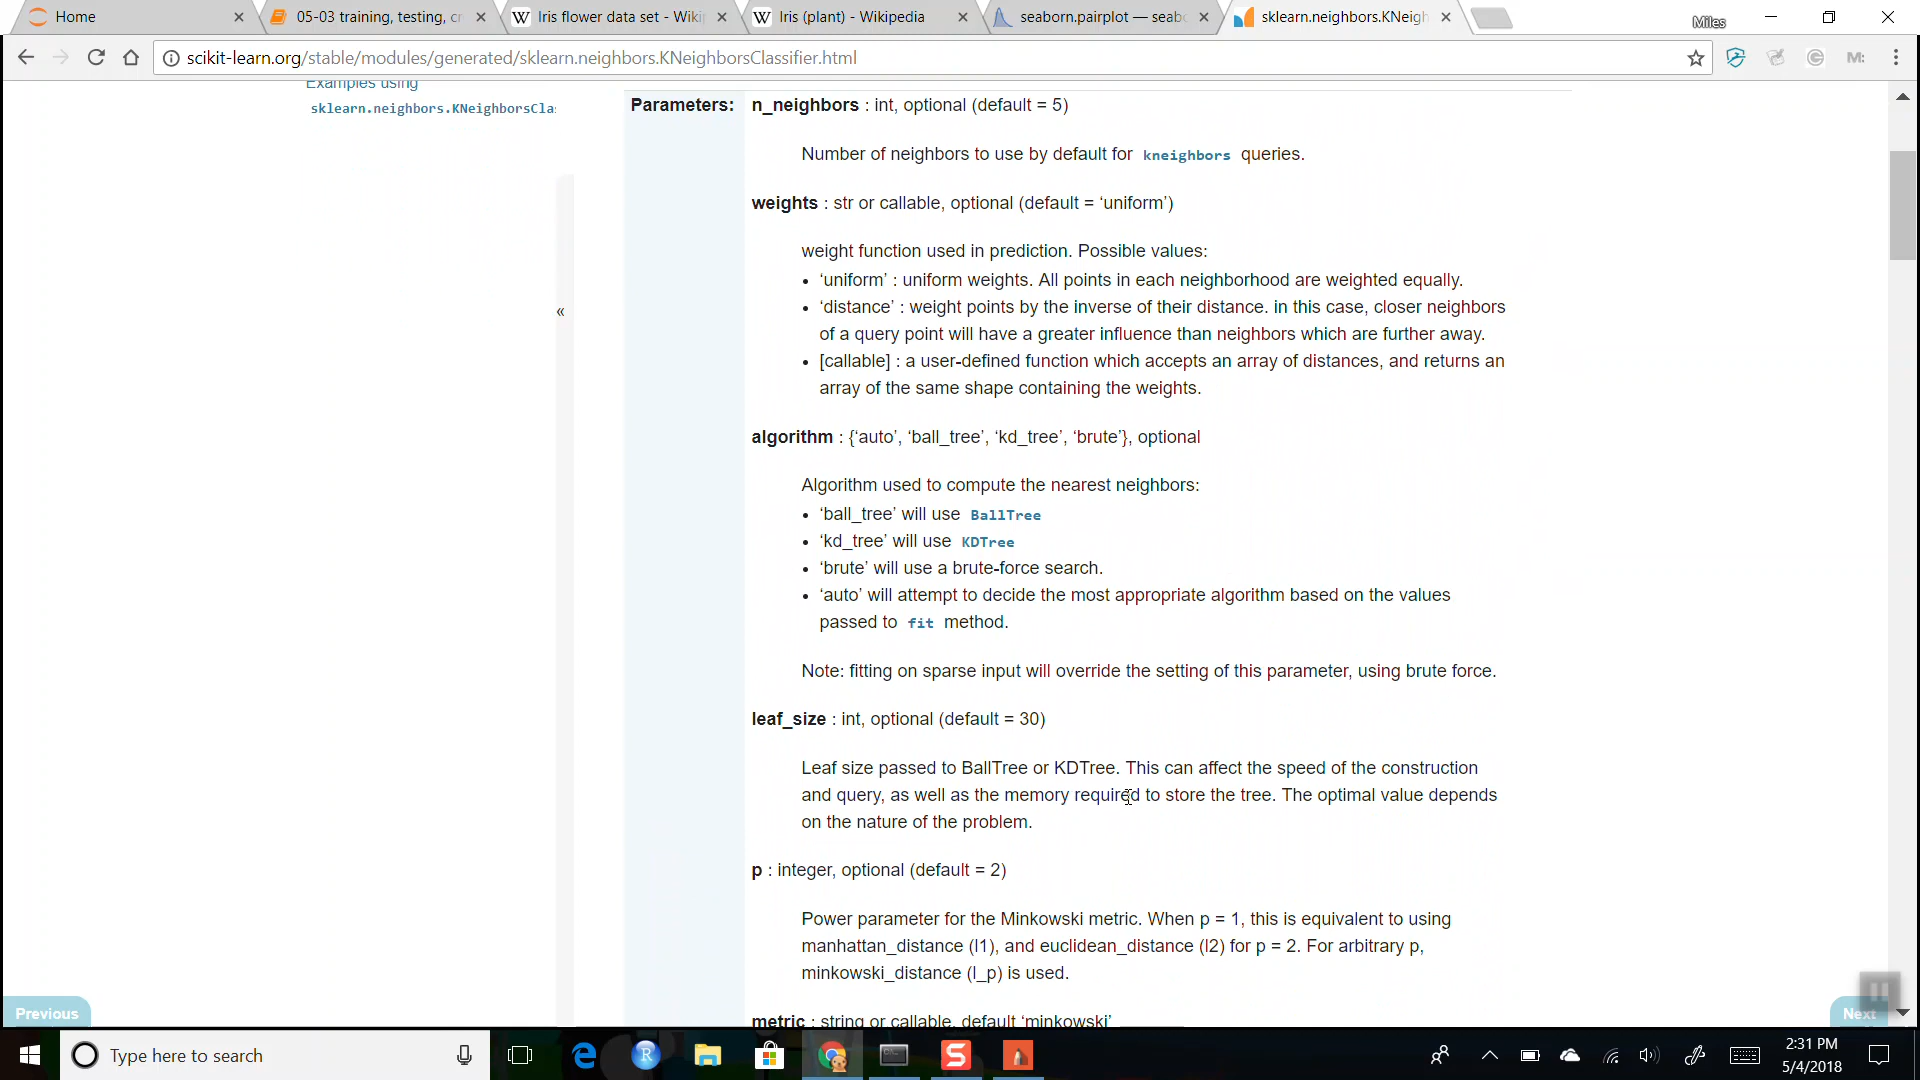 Home
05-03 training, testing, cr
Iris flower data set - Wiki
Iris (plant) - Wikipedia
seaborn.pairplot — seabo
sklearn.neighbors.KNeigh
Miles
scikit-learn.org/stable/modules/generated/sklearn.neighbors.KNeighborsClassifier.html
Examples using
sklearn.neighbors.KNeighborsCla
Parameters:
n_neighbors : int, optional (default = 5)
Number of neighbors to use by default for kneighbors queries.
weights : str or callable, optional (default = ‘uniform’)
weight function used in prediction. Possible values:
• ‘uniform’ : uniform weights. All points in each neighborhood are weighted equally.
• ‘distance’ : weight points by the inverse of their distance. in this case, closer neighbors
of a query point will have a greater influence than neighbors which are further away.
• [callable] : a user-defined function which accepts an array of distances, and returns an
array of the same shape containing the weights.
algorithm : {‘auto’, ‘ball_tree’, ‘kd_tree’, ‘brute’}, optional
Algorithm used to compute the nearest neighbors:
• ‘ball_tree’ will use BallTree
• ‘kd_tree’ will use KDTree
• ‘brute’ will use a brute-force search.
• ‘auto’ will attempt to decide the most appropriate algorithm based on the values
passed to fit method.
Note: fitting on sparse input will override the setting of this parameter, using brute force.
leaf_size : int, optional (default = 30)
Leaf size passed to BallTree or KDTree. This can affect the speed of the construction
and query, as well as the memory required to store the tree. The optimal value depends
on the nature of the problem.
p : integer, optional (default = 2)
Power parameter for the Minkowski metric. When p = 1, this is equivalent to using
manhattan_distance (l1), and euclidean_distance (l2) for p = 2. For arbitrary p,
minkowski_distance (l_p) is used.
metric : string or callable, default ‘minkowski’
«
Previous
Next
Type here to search
2:31 PM
5/4/2018